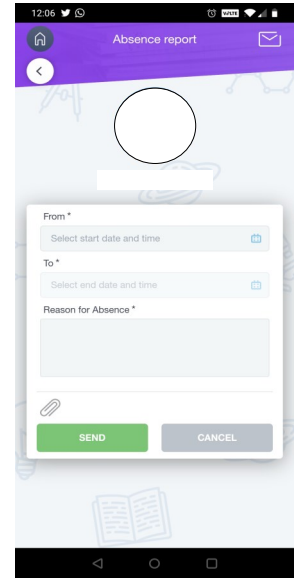 12:06
VoLTE
Absence report
From *
Select start date and time
To *
Select end date and time
Reason for Absence *
SEND
CANCEL